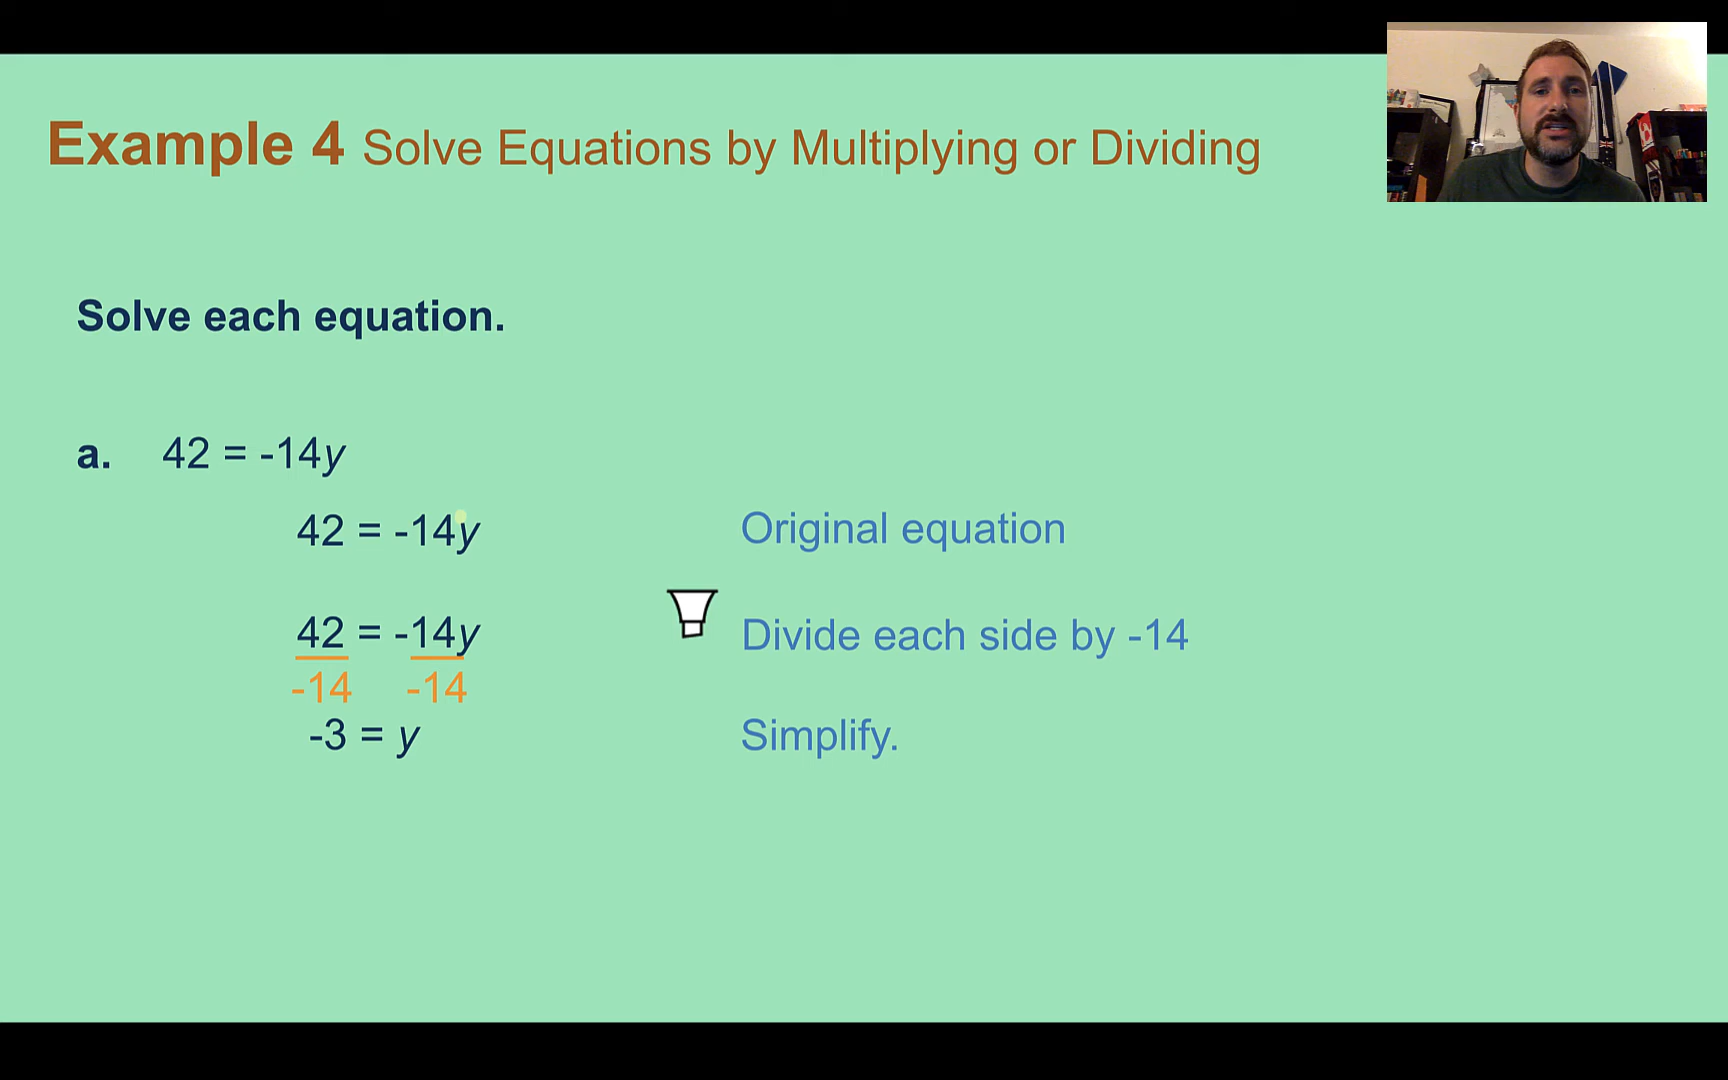 Example 4 Solve Equations by Multiplying or Dividing
Solve each equation.
a. 42 = -14y
42 = -14y Original equation
42 = -14y Divide each side by -14
-14 -14
-3 = y Simplify.